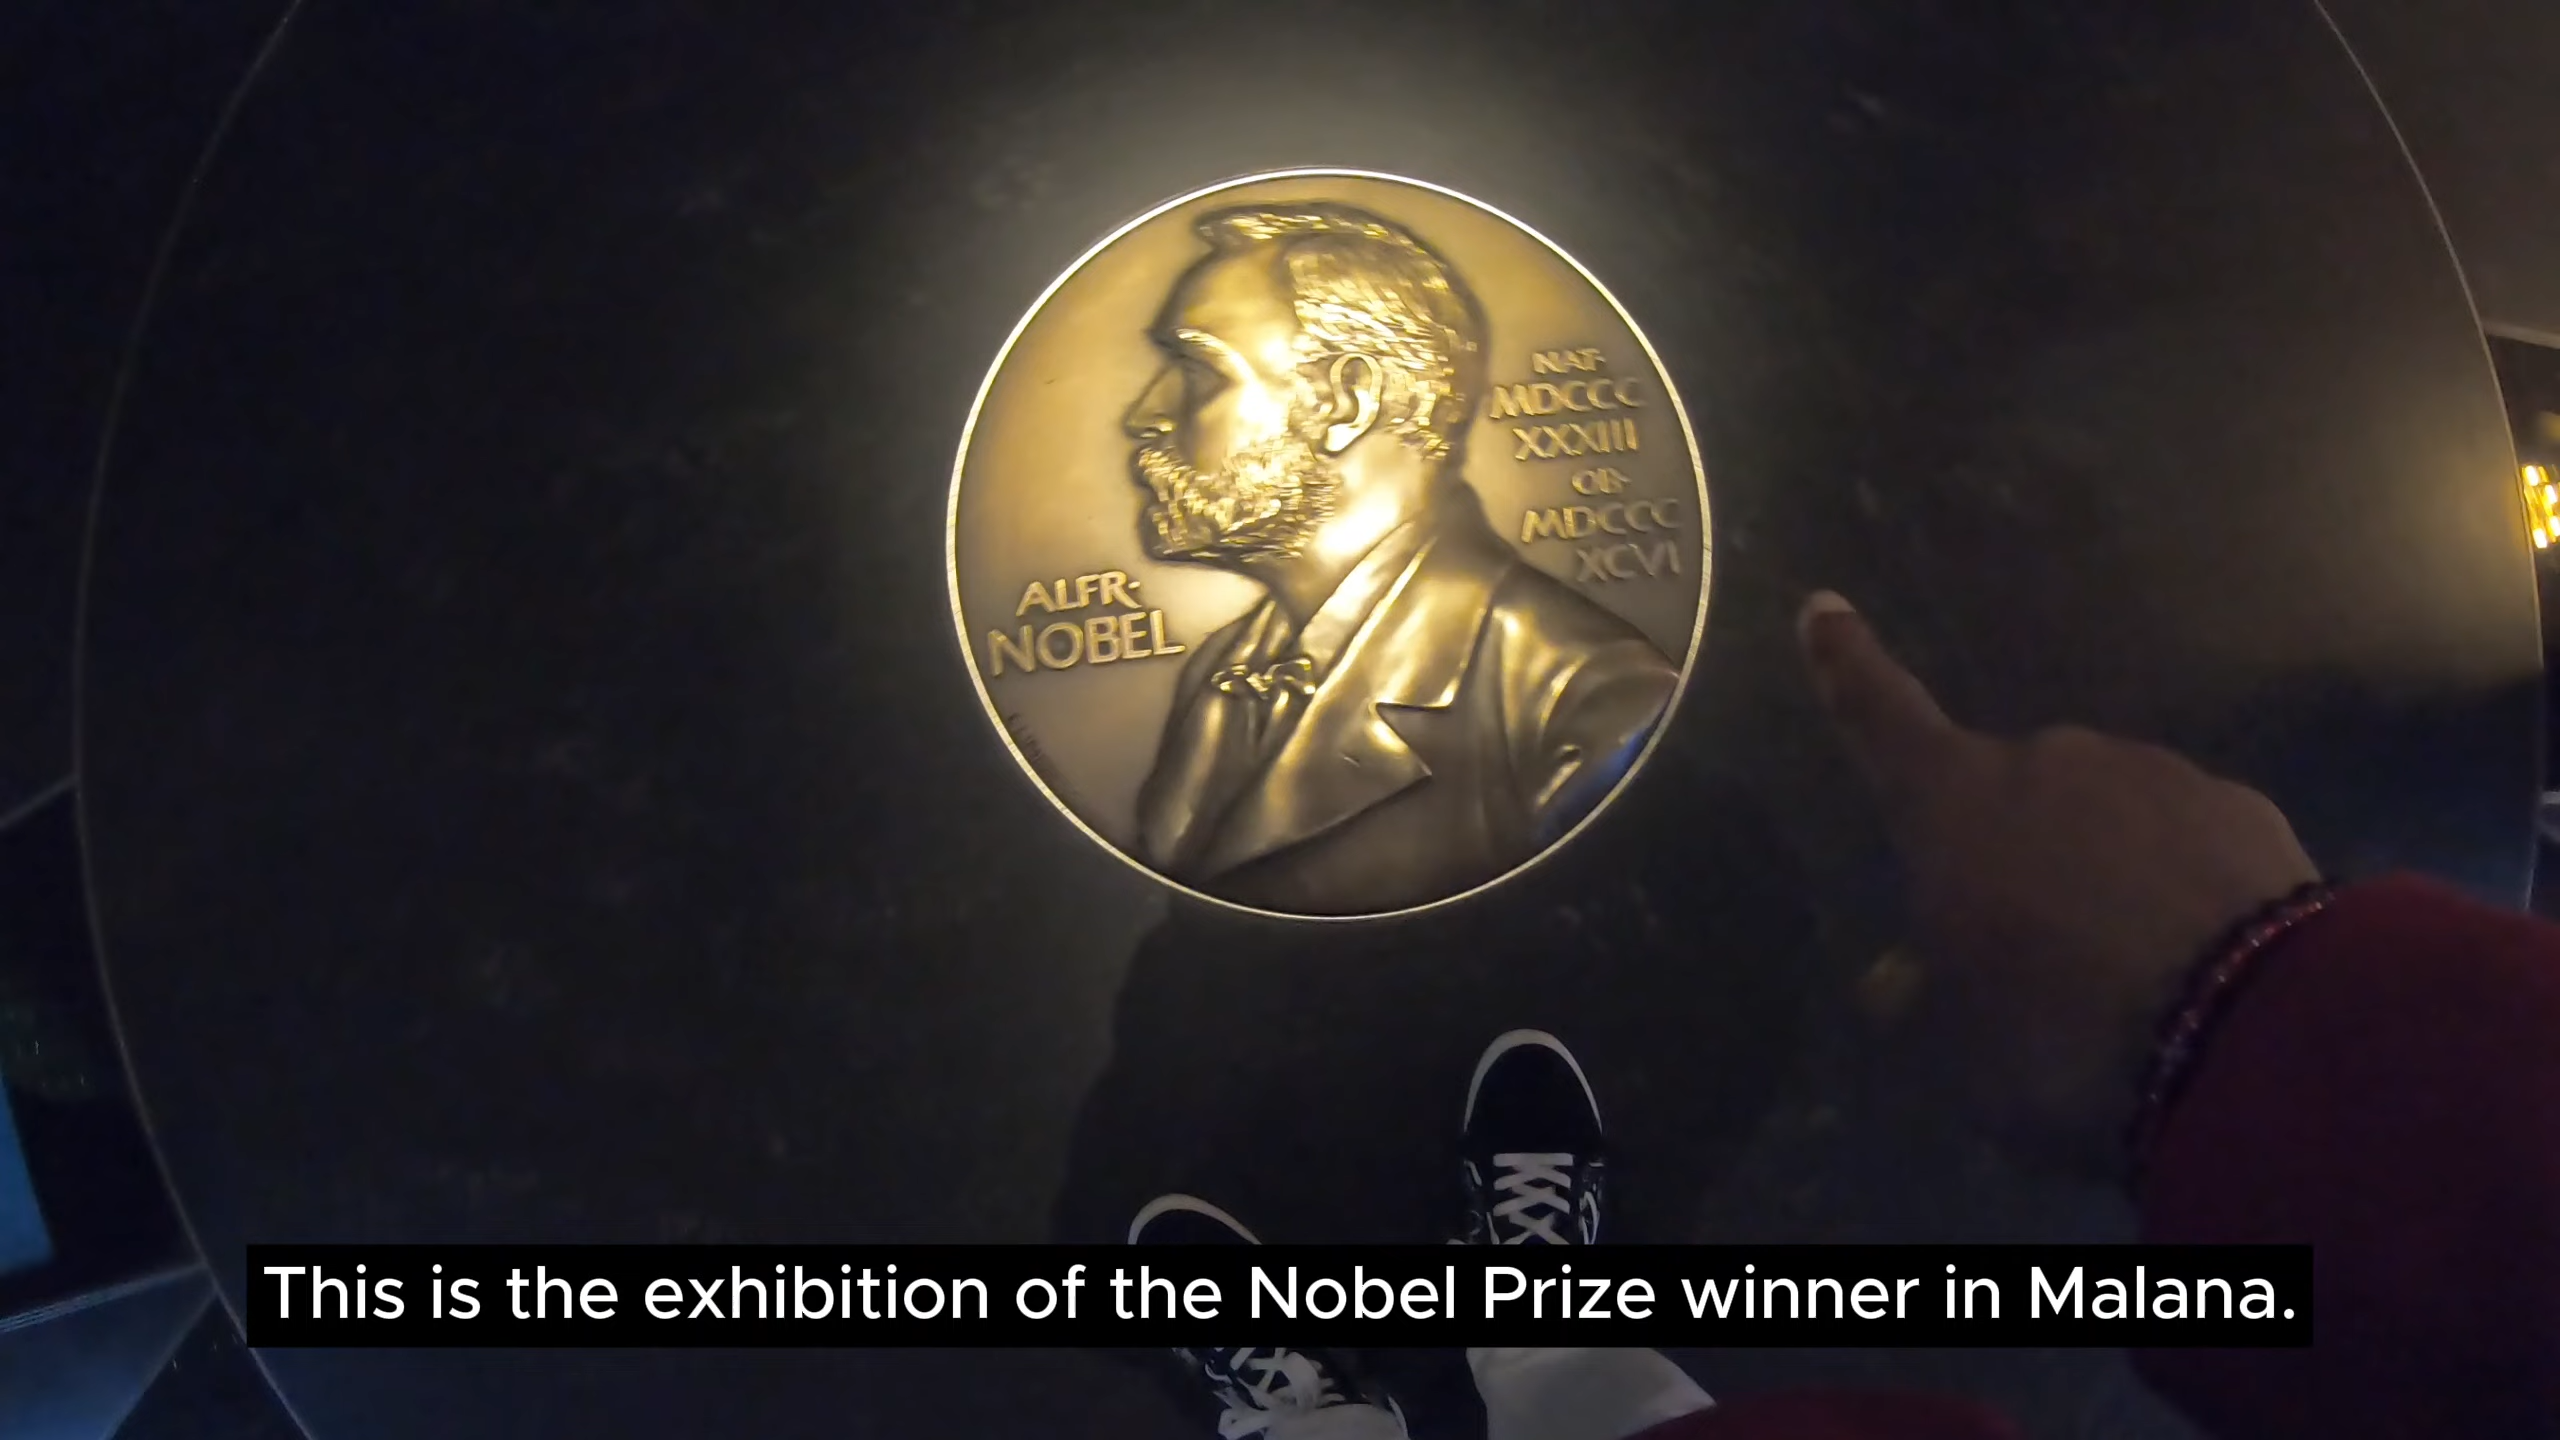 NAT-
MDCCC
XXXIII
OB-
MDCCC
XCVI
ALFR-
NOBEL
This is the exhibition of the Nobel Prize winner in Malana.